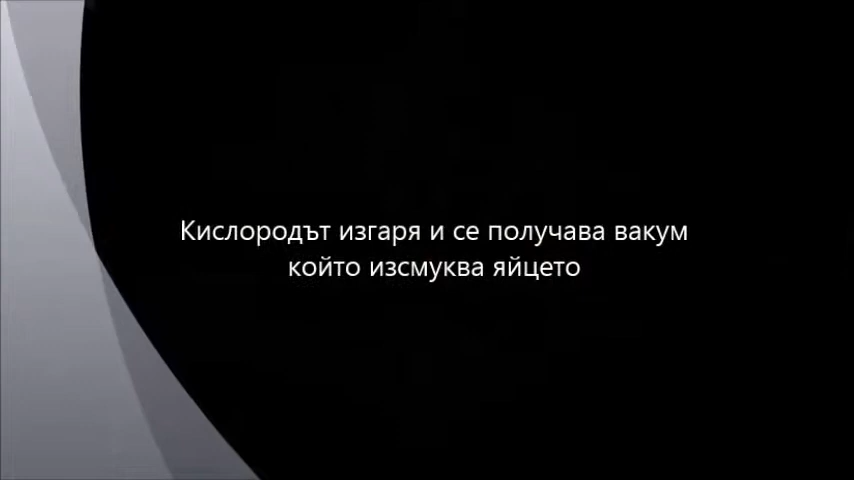 Кислородът изгаря и се получава вакум
който изсмуква яйцето